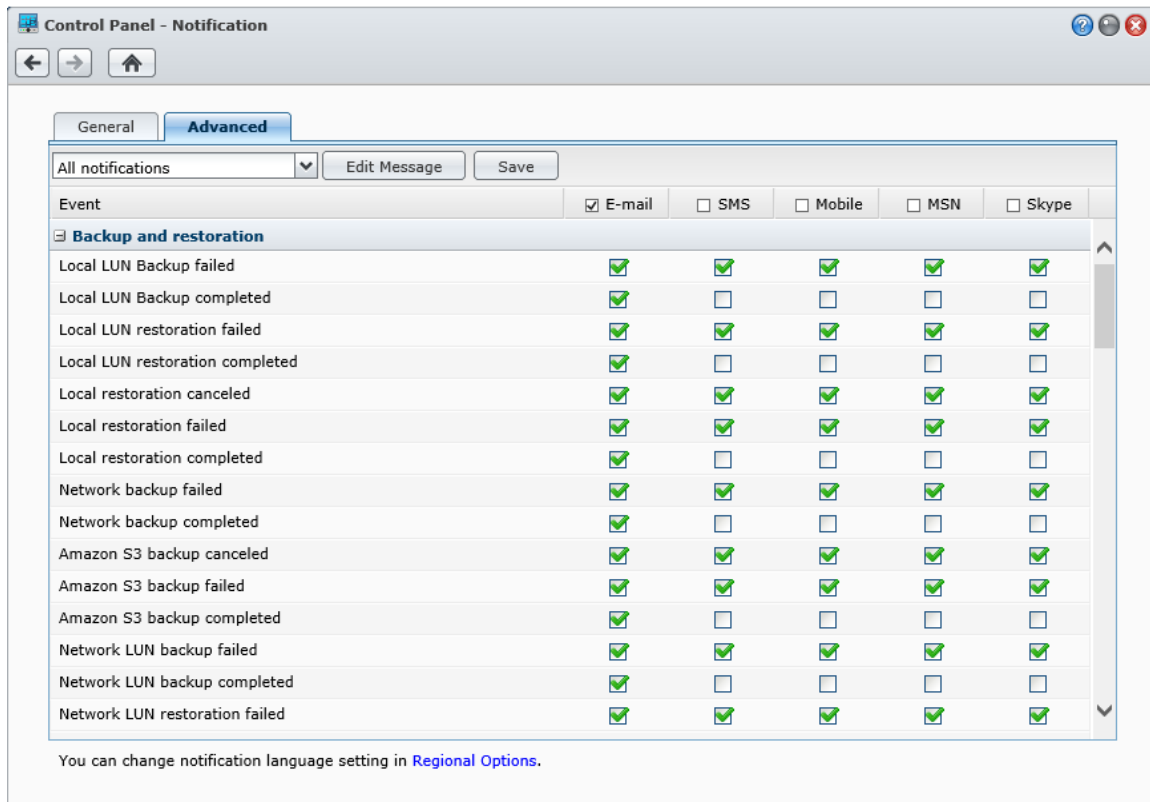 Control Panel - Notification
General Advanced
All notifications Edit Message Save
Event E-mail SMS Mobile MSN Skype
Backup and restoration
Local LUN Backup failed
Local LUN Backup completed
Local LUN restoration failed
Local LUN restoration completed
Local restoration canceled
Local restoration failed
Local restoration completed
Network backup failed
Network backup completed
Amazon S3 backup canceled
Amazon S3 backup failed
Amazon S3 backup completed
Network LUN backup failed
Network LUN backup completed
Network LUN restoration failed
You can change notification language setting in Regional Options.